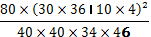 80 × (30 × 36 I 10 × 4)²
40 × 40 × 34 × 46